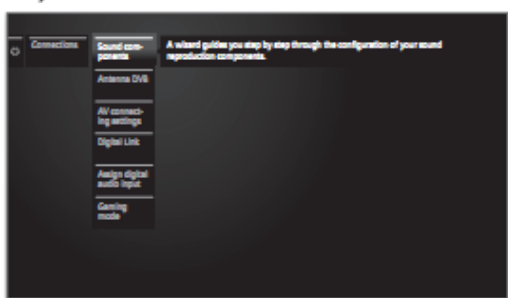 Connections
Sound com-
ponents
A wizard guides you step by step through the configuration of your sound
reproduction components.
Antenna DVB
AV connect-
ing settings
Digital Link
Assign digital
audio input
Gaming
mode